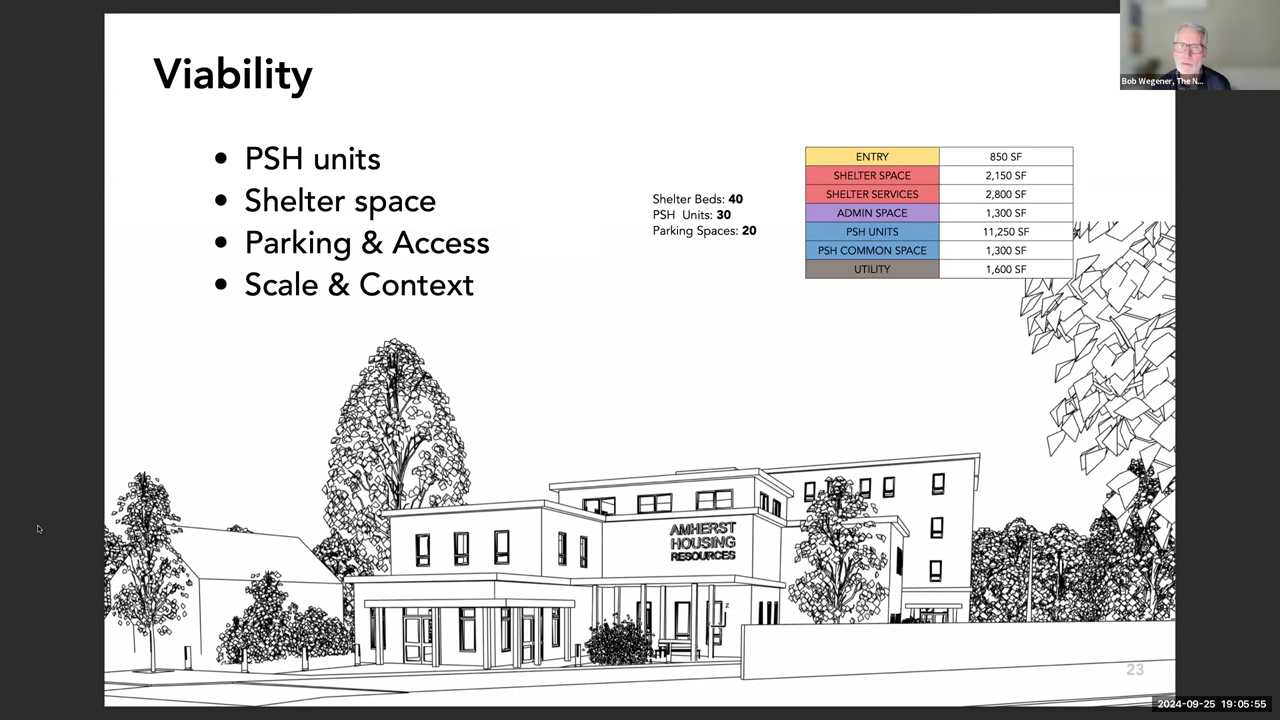 Viability
• PSH units
• Shelter space
• Parking & Access
• Scale & Context
Shelter Beds: 40
PSH Units: 30
Parking Spaces: 20
ENTRY 850 SF
SHELTER SPACE 2,150 SF
SHELTER SERVICES 2,800 SF
ADMIN SPACE 1,300 SF
PSH UNITS 11,250 SF
PSH COMMON SPACE 1,300 SF
UTILITY 1,600 SF
AMHERST
HOUSING
RESOURCES
23
Bob Wegener, The N...
2024-09-25 19:05:55